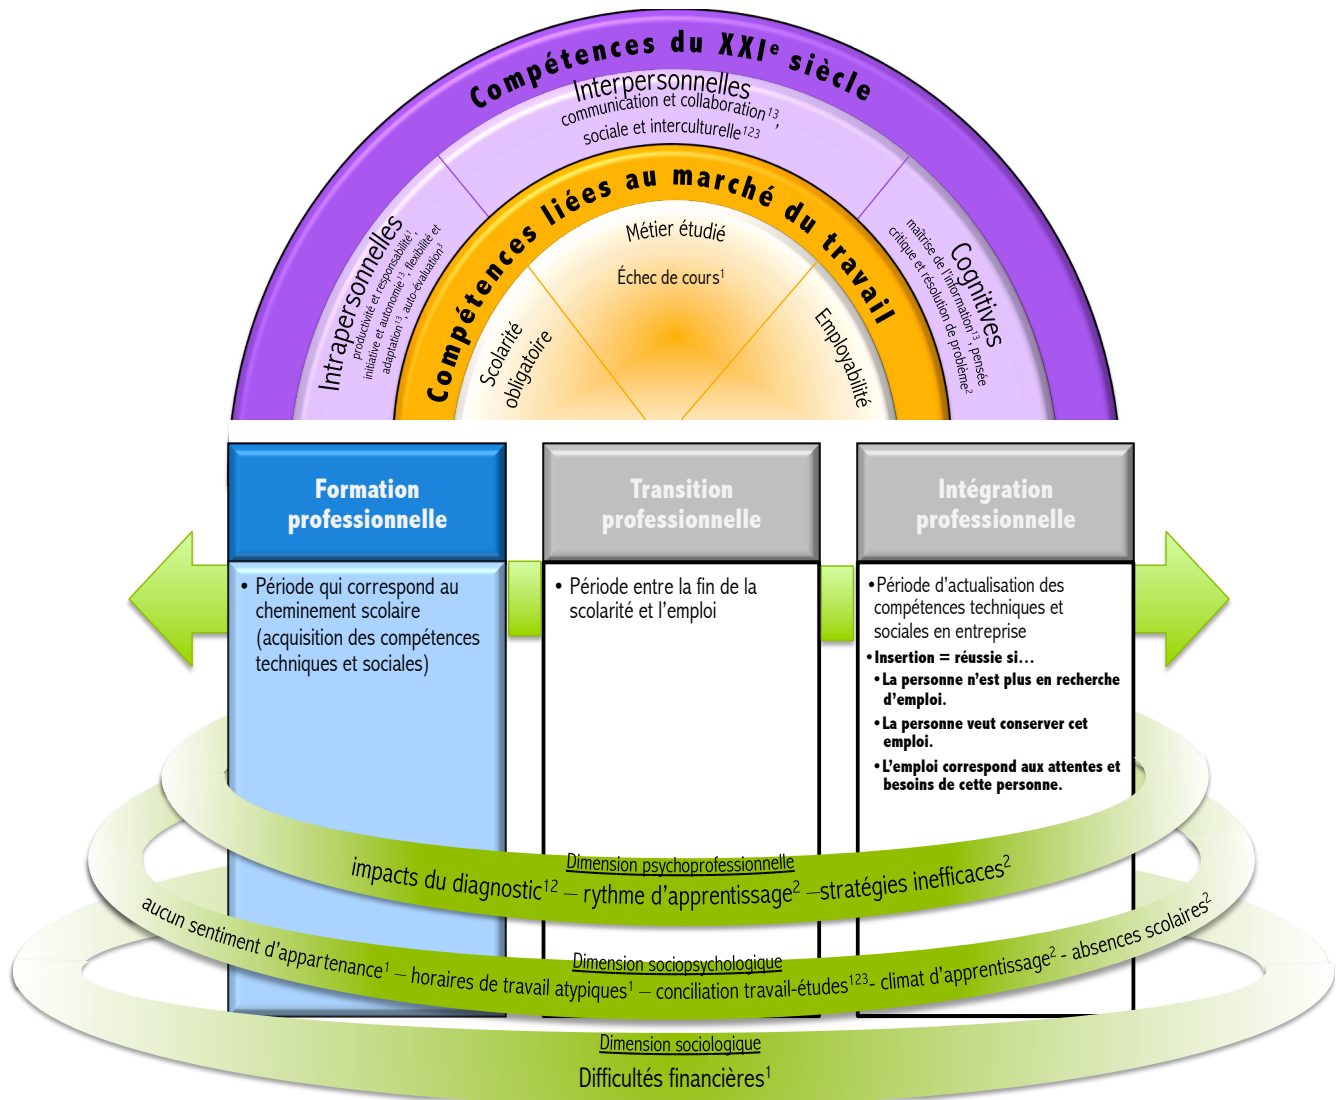 Compétences du XXIe siècle
Interpersonnelles
communication et collaboration13,
sociale et interculturelle123
Intrapersonnelles
productivité et responsabilité1,
initiative et autonomie13, flexibilité et
adaptation13, auto-évaluation3
Cognitives
maîtrise de l'information13, pensée
critique et résolution de problème2
Compétences liées au marché du travail
Métier étudié
Échec de cours1
Scolarité
obligatoire
Employabilité
Formation
professionnelle
• Période qui correspond au
cheminement scolaire
(acquisition des compétences
techniques et sociales)
Transition
professionnelle
• Période entre la fin de la
scolarité et l'emploi
Intégration
professionnelle
•Période d'actualisation des
compétences techniques et
sociales en entreprise
•Insertion = réussie si…
•La personne n'est plus en recherche
d'emploi.
•La personne veut conserver cet
emploi.
•L'emploi correspond aux attentes et
besoins de cette personne.
Dimension psychoprofessionnelle
impacts du diagnostic12 – rythme d'apprentissage2 –stratégies inefficaces2
Dimension sociopsychologique
aucun sentiment d'appartenance1 – horaires de travail atypiques1 – conciliation travail-études123- climat d'apprentissage2 - absences scolaires2
Dimension sociologique
Difficultés financières1